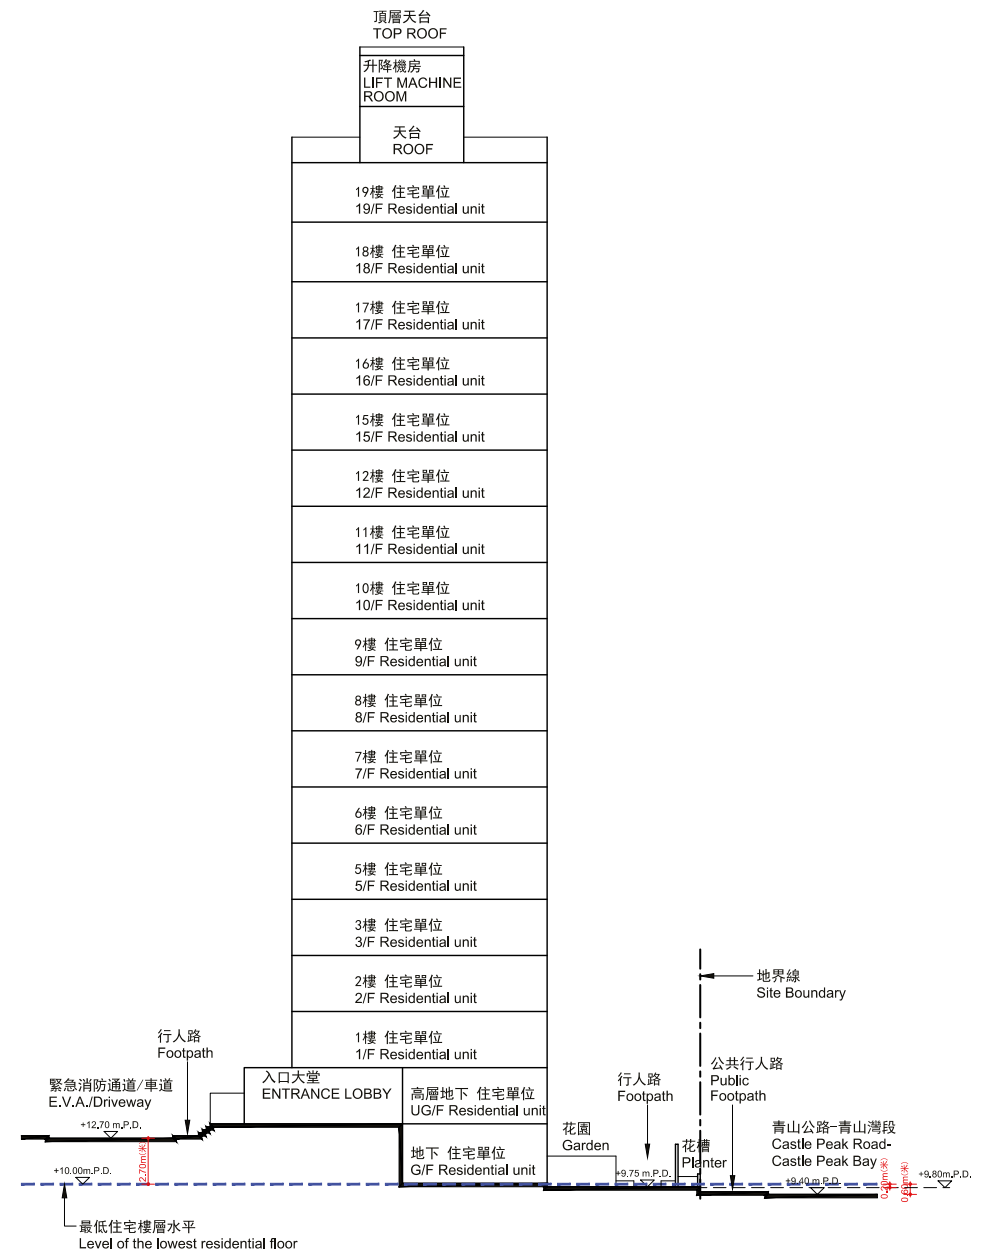 頂層天台
TOP ROOF
升降機房
LIFT MACHINE
ROOM
天台
ROOF
19樓 住宅單位
19/F Residential unit
18樓 住宅單位
18/F Residential unit
17樓 住宅單位
17/F Residential unit
16樓 住宅單位
16/F Residential unit
15樓 住宅單位
15/F Residential unit
12樓 住宅單位
12/F Residential unit
11樓 住宅單位
11/F Residential unit
10樓 住宅單位
10/F Residential unit
9樓 住宅單位
9/F Residential unit
8樓 住宅單位
8/F Residential unit
7樓 住宅單位
7/F Residential unit
6樓 住宅單位
6/F Residential unit
5樓 住宅單位
5/F Residential unit
3樓 住宅單位
3/F Residential unit
2樓 住宅單位
2/F Residential unit
1樓 住宅單位
1/F Residential unit
地界線
Site Boundary
行人路
Footpath
緊急消防通道/車道
E.V.A./Driveway
+12.70 m.P.D.
2.70m(米)
+10.00m.P.D.
入口大堂
ENTRANCE LOBBY
高層地下 住宅單位
UG/F Residential unit
地下 住宅單位
G/F Residential unit
花園
Garden
行人路
Footpath
+9.75 m.P.D.
花槽
Planter
公共行人路
Public
Footpath
青山公路-青山灣段
Castle Peak Road-
Castle Peak Bay
+9.40 m.P.D.
0.20m(米)
0.60m(米)
+9.80m.P.D.
最低住宅樓層水平
Level of the lowest residential floor